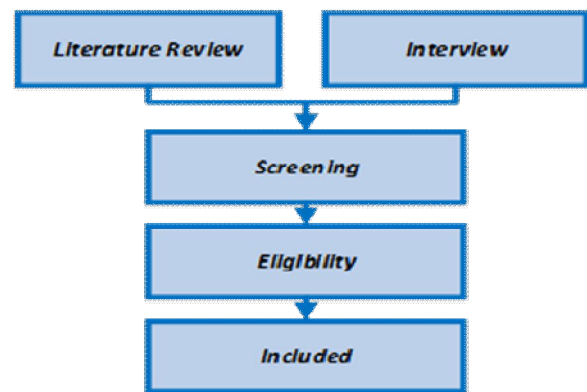 Literature Review
Interview
Screening
Eligibility
Included